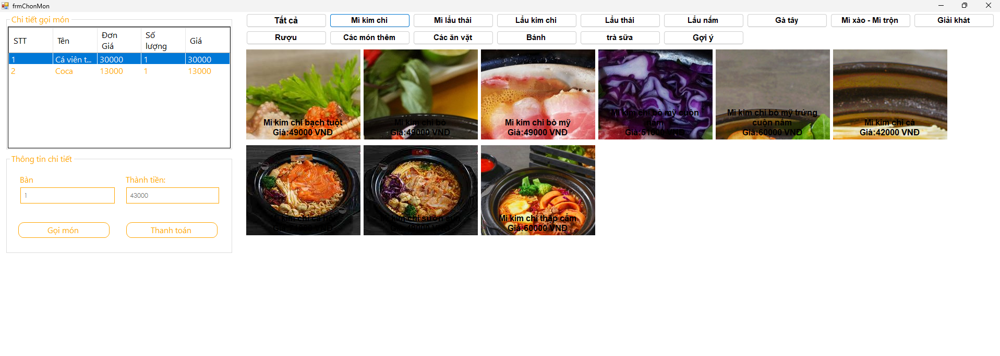 frmChonMon
Chi tiết gọi món
STT Tên Đơn Giá Số lượng Giá
1 Cá viên t... 30000 1 30000
2 Coca 13000 1 13000
Thông tin chi tiết
Bàn Thành tiền:
1 43000
Gọi món Thanh toán
Tất cả Mì kim chi Mì lẩu thái Lẩu kim chi Lẩu thái Lẩu nấm Gà tây Mì xào - Mì trộn Giải khát
Rượu Các món thêm Các ăn vặt Bánh trà sữa Gợi ý
Mì kim chi bạch tuột
Giá:49000 VNĐ
Mì kim chi bò
Giá:49000 VNĐ
Mì kim chi bò mỹ
Giá:49000 VNĐ
Mì kim chi bò mỹ cuộn
nấm
Giá:51000 VNĐ
Mì kim chi bò mỹ trứng
cuộn nấm
Giá:60000 VNĐ
Mì kim chi cá
Giá:42000 VNĐ
Mì kim chi cá hồi
VNĐ
Mì kim chi sườn sụn
Giá:49000 VNĐ
Mì kim chi thập cẩm
Giá:60000 VNĐ